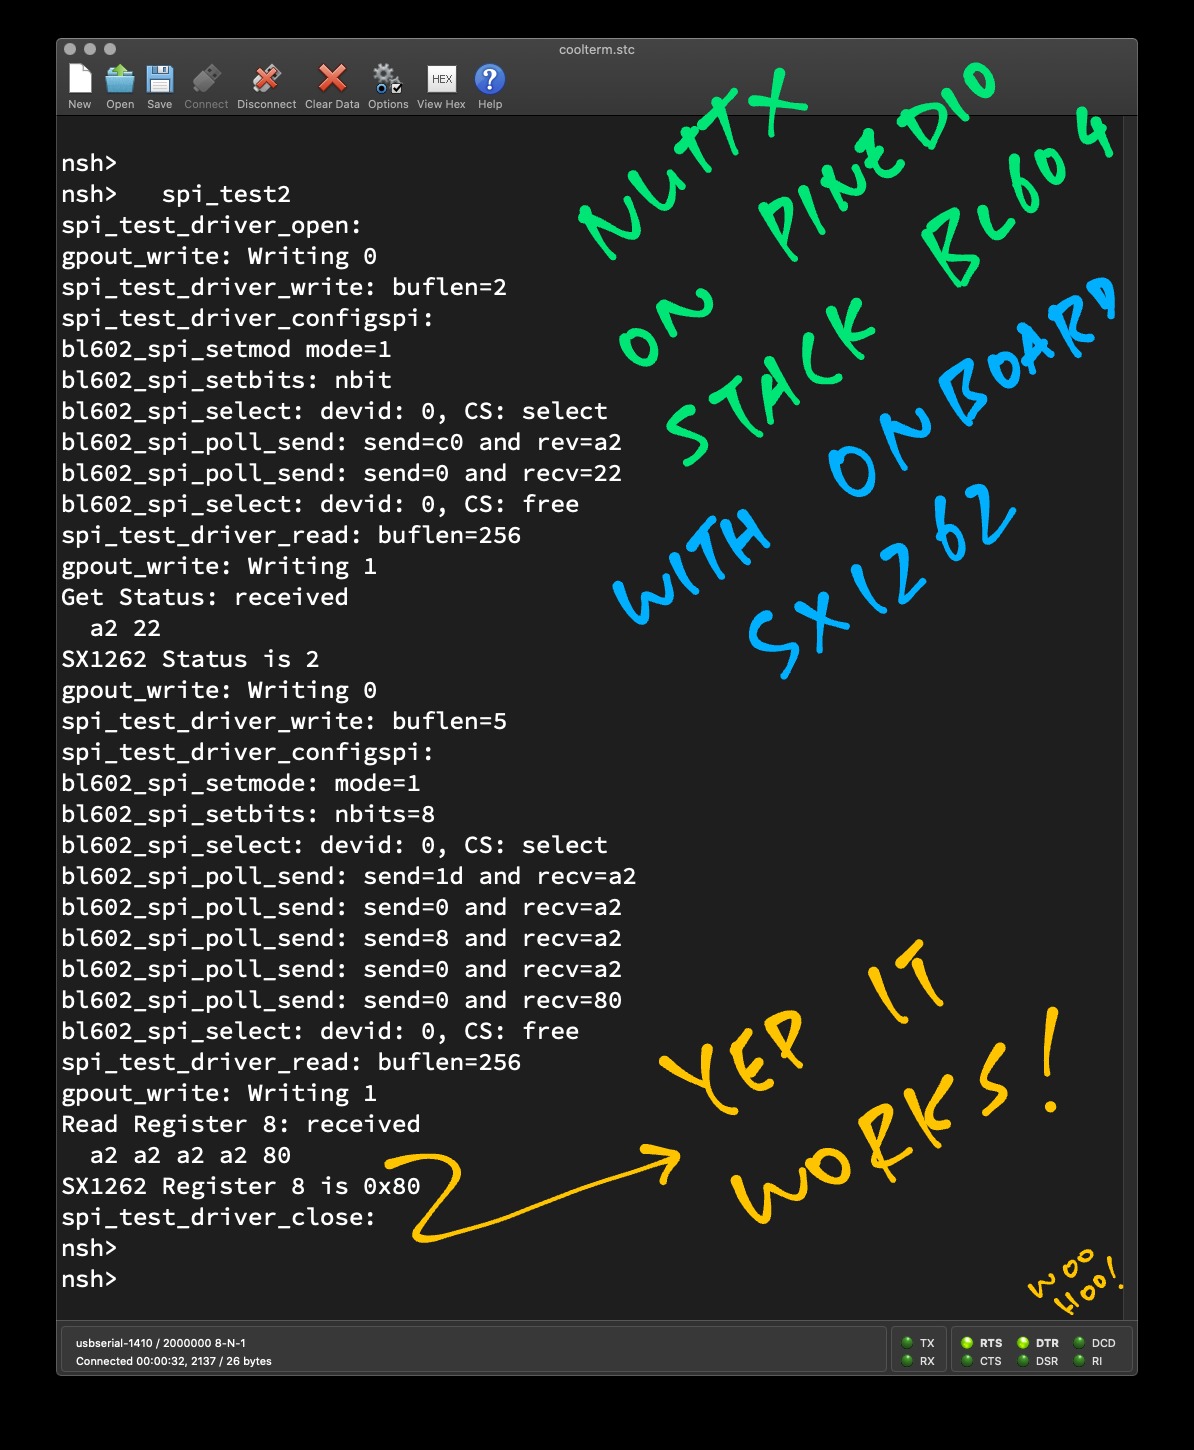 coolterm.stc
New Open Save Connect Disconnect Clear Data Options HEX View Hex ? Help
nsh>
nsh>   spi_test2
spi_test_driver_open:
gpout_write: Writing 0
spi_test_driver_write: buflen=2
spi_test_driver_configspi:
bl602_spi_setmod mode=1
bl602_spi_setbits: nbit
bl602_spi_select: devid: 0, CS: select
bl602_spi_poll_send: send=c0 and rev=a2
bl602_spi_poll_send: send=0 and recv=22
bl602_spi_select: devid: 0, CS: free
spi_test_driver_read: buflen=256
gpout_write: Writing 1
Get Status: received
  a2 22
SX1262 Status is 2
gpout_write: Writing 0
spi_test_driver_write: buflen=5
spi_test_driver_configspi:
bl602_spi_setmode: mode=1
bl602_spi_setbits: nbits=8
bl602_spi_select: devid: 0, CS: select
bl602_spi_poll_send: send=1d and recv=a2
bl602_spi_poll_send: send=0 and recv=a2
bl602_spi_poll_send: send=8 and recv=a2
bl602_spi_poll_send: send=0 and recv=a2
bl602_spi_poll_send: send=0 and recv=80
bl602_spi_select: devid: 0, CS: free
spi_test_driver_read: buflen=256
gpout_write: Writing 1
Read Register 8: received
  a2 a2 a2 a2 80
SX1262 Register 8 is 0x80
spi_test_driver_close:
nsh>
nsh>
NUTTX
ON PINEDIO
STACK BL604
WITH ONBOARD
SX1262
YEP IT
WORKS!
WOO
HOO!
usbserial-1410 / 2000000 8-N-1
Connected 00:00:32, 2137 / 26 bytes
TX RTS DTR DCD
RX CTS DSR RI